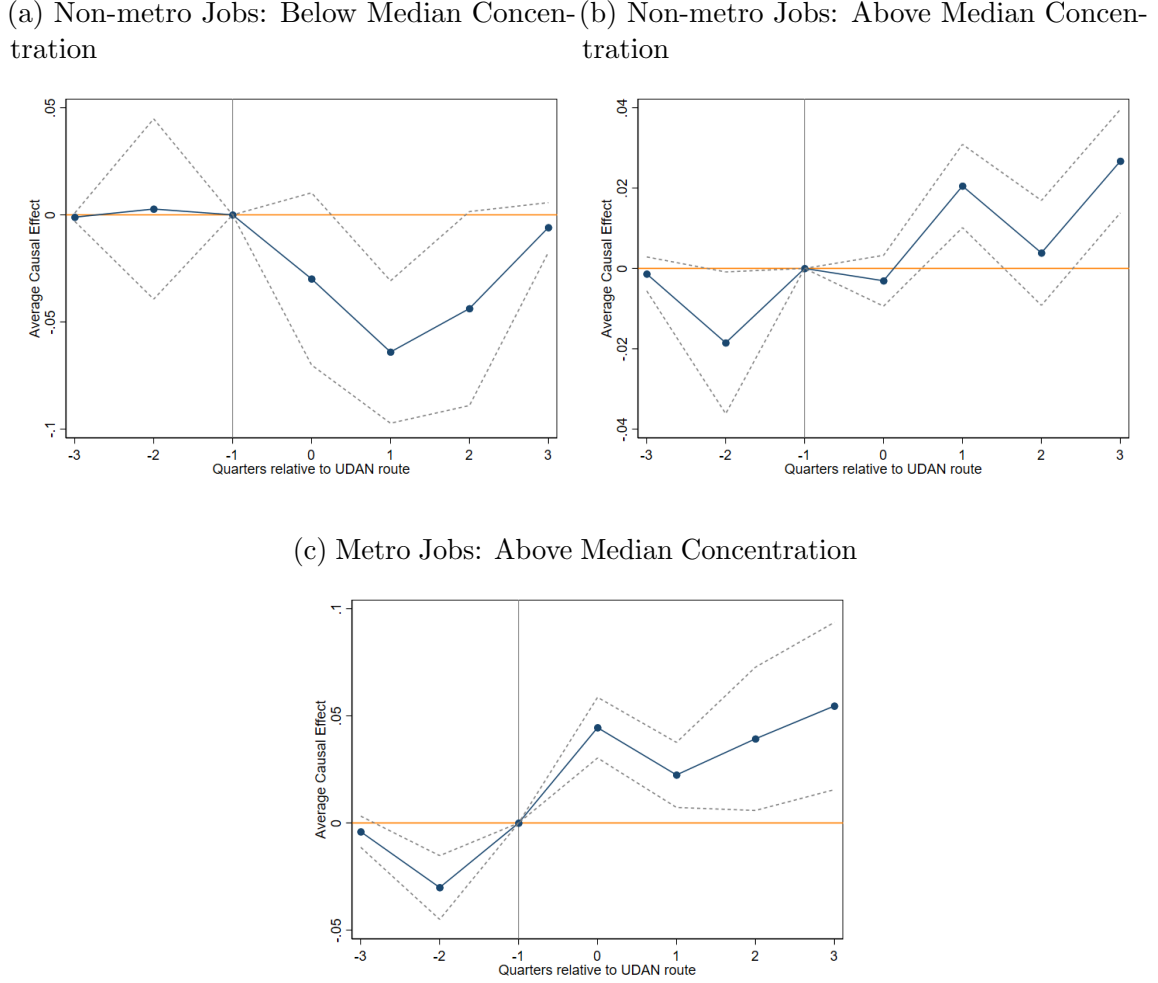 (a) Non-metro Jobs: Below Median Concen-
tration
(b) Non-metro Jobs: Above Median Concen-
tration
Average Causal Effect
.05
0
-.05
-.1
-3 -2 -1 0 1 2 3
Quarters relative to UDAN route
Average Causal Effect
.04
.02
0
-.02
-.04
-3 -2 -1 0 1 2 3
Quarters relative to UDAN route
(c) Metro Jobs: Above Median Concentration
Average Causal Effect
.1
.05
0
-.05
-3 -2 -1 0 1 2 3
Quarters relative to UDAN route